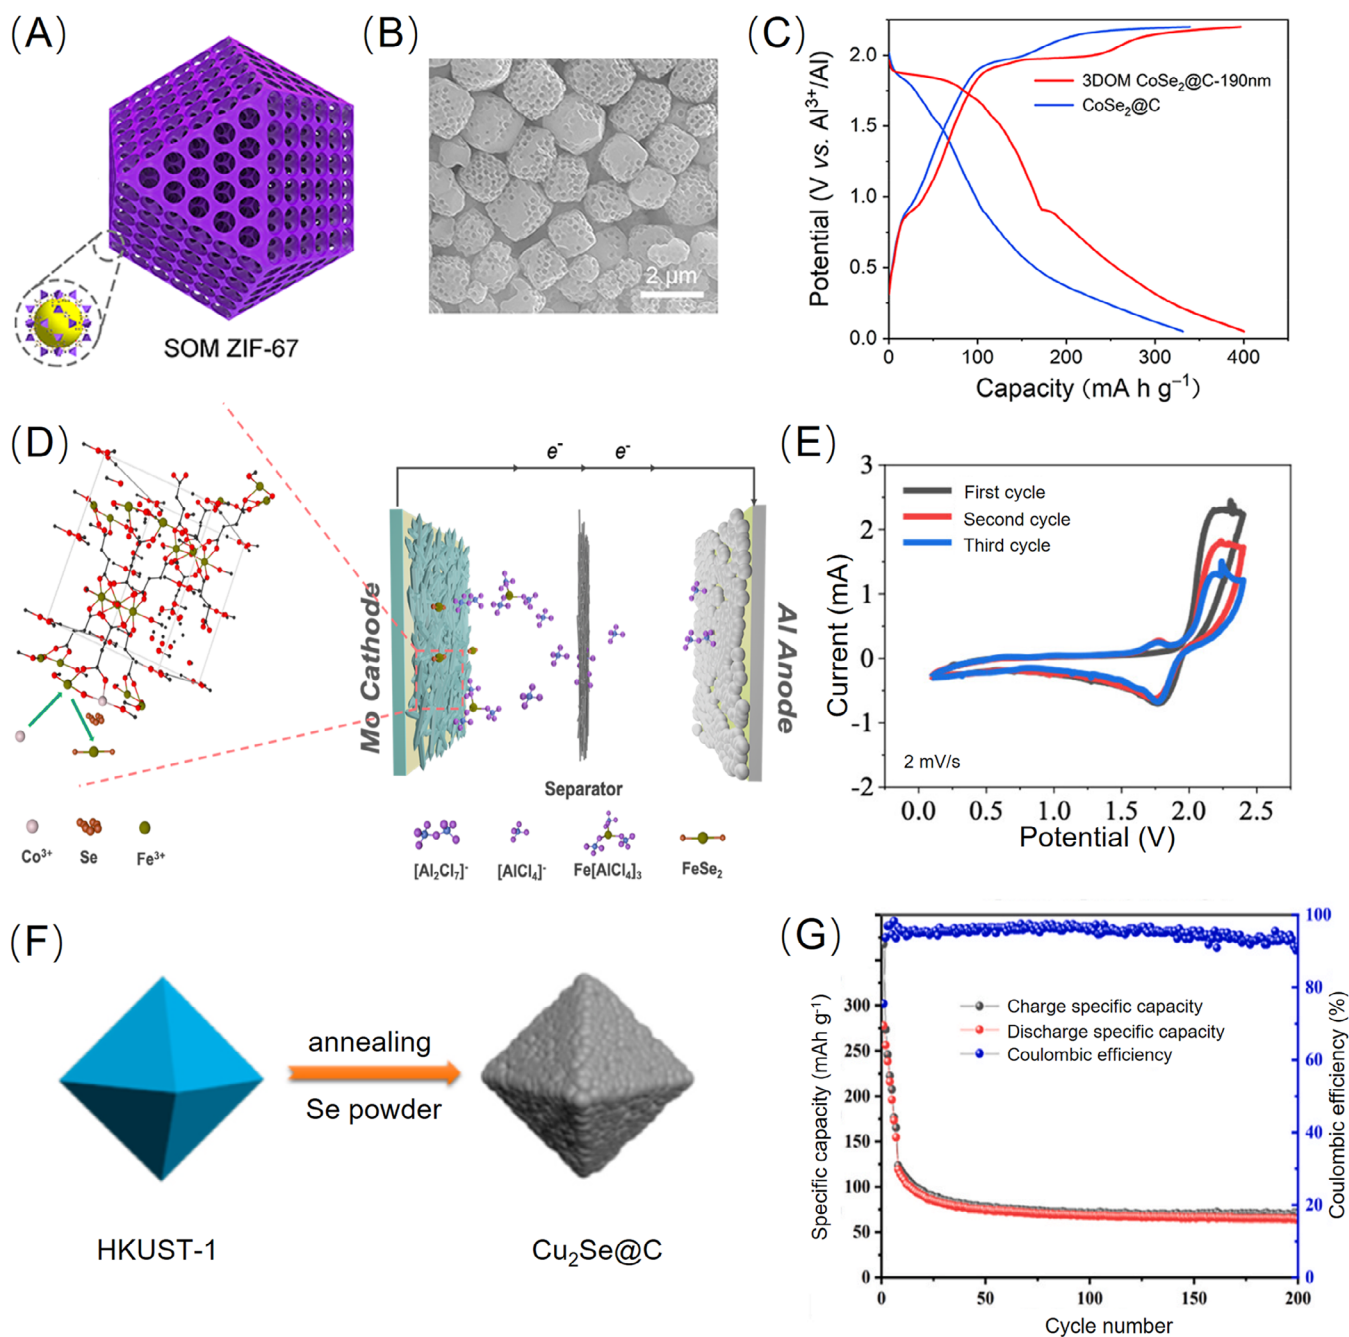 (A)
SOM ZIF-67
(B)
2 μm
(C)
Potential (V vs. Al³⁺/Al)
2.0
1.5
1.0
0.5
0.0
3DOM CoSe₂@C-190nm
CoSe₂@C
0 100 200 300 400
Capacity (mA h g⁻¹)
(D)
e⁻ e⁻
Mo Cathode
Al Anode
Separator
Co³⁺ Se Fe³⁺
[Al₂Cl₇]⁻ [AlCl₄]⁻ Fe[AlCl₄]₃ FeSe₂
(E)
Current (mA)
3
2
1
0
-1
-2
First cycle
Second cycle
Third cycle
2 mV/s
0.0 0.5 1.0 1.5 2.0 2.5
Potential (V)
(F)
annealing
Se powder
HKUST-1
Cu₂Se@C
(G)
Specific capacity (mAh g⁻¹)
300
250
200
150
100
50
0
Charge specific capacity
Discharge specific capacity
Coulombic efficiency
100
80
60
40
20
0
Coulombic efficiency (%)
0 50 100 150 200
Cycle number